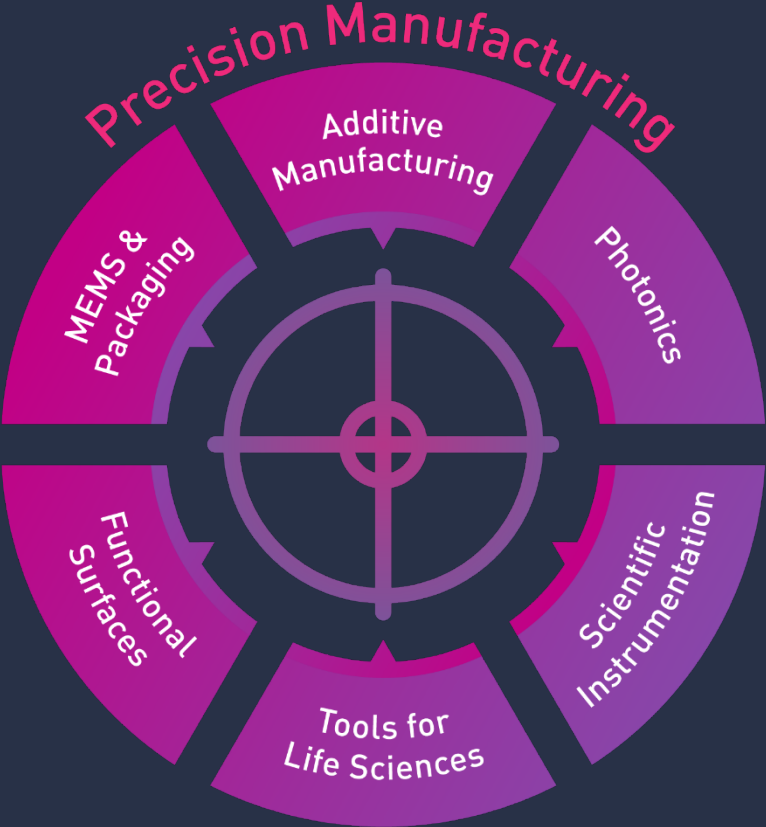 Precision Manufacturing
Additive
Manufacturing
Photonics
Scientific
Instrumentation
Tools for
Life Sciences
Functional
Surfaces
MEMS &
Packaging